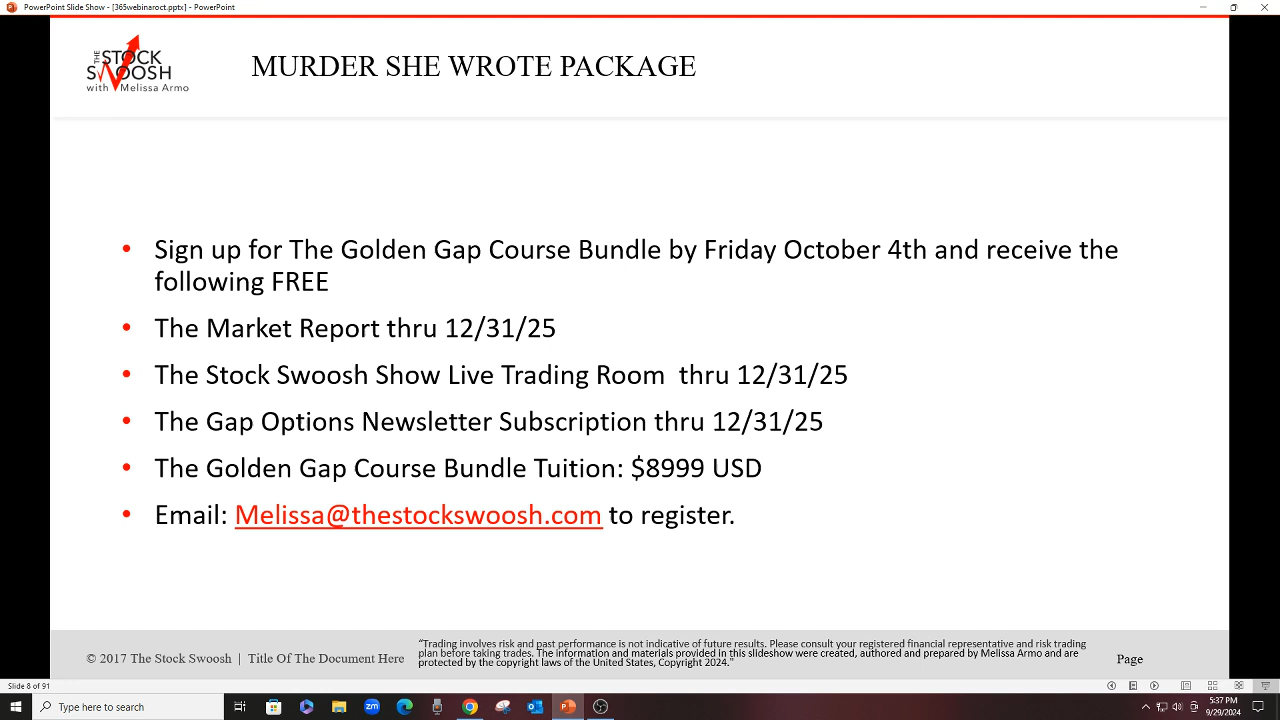 PowerPoint Slide Show - [365webinaroct.pptx] - PowerPoint
THE
STOCK
SWOOSH
with Melissa Armo
MURDER SHE WROTE PACKAGE
• Sign up for The Golden Gap Course Bundle by Friday October 4th and receive the
following FREE
• The Market Report thru 12/31/25
• The Stock Swoosh Show Live Trading Room  thru 12/31/25
• The Gap Options Newsletter Subscription thru 12/31/25
• The Golden Gap Course Bundle Tuition: $8999 USD
• Email: Melissa@thestockswoosh.com to register.
© 2017 The Stock Swoosh | Title Of The Document Here
"Trading involves risk and past performance is not indicative of future results. Please consult your registered financial representative and risk trading
plan before taking trades. The information and materials provided in this slideshow were created, authored and prepared by Melissa Armo and are
protected by the copyright laws of the United States, Copyright 2024."
Page
Slide 8 of 91
Type here to search
zm
5:37 PM
9/29/2024